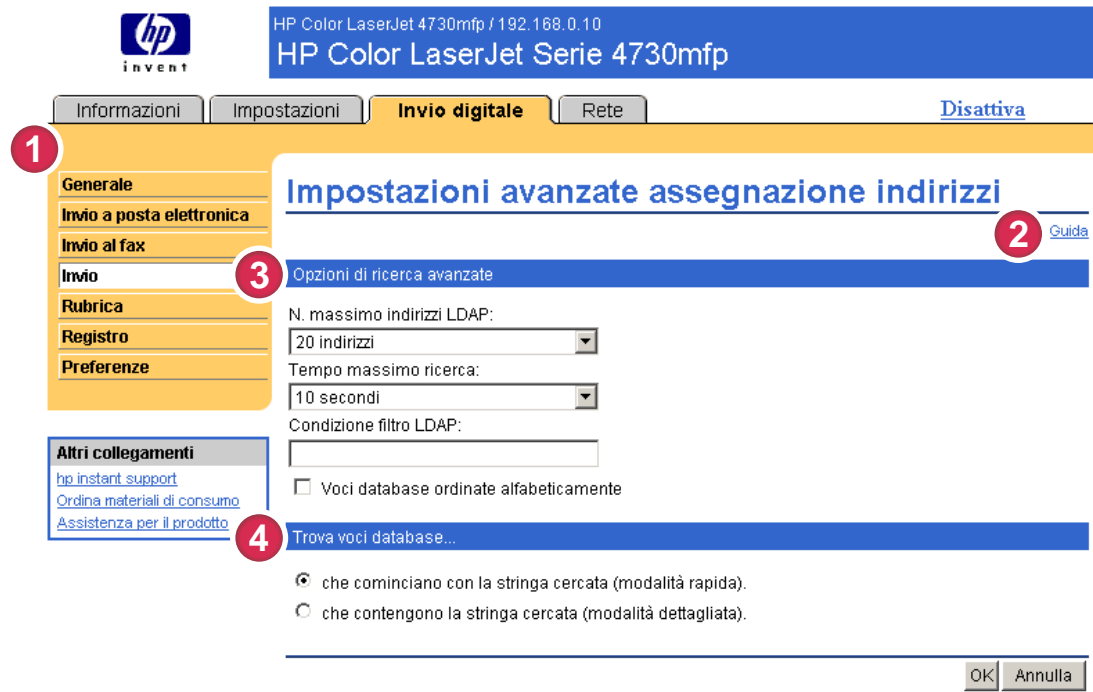 hp
invent
HP Color LaserJet 4730mfp / 192.168.0.10
HP Color LaserJet Serie 4730mfp
Informazioni
Impostazioni
Invio digitale
Rete
Disattiva
1
Generale
Invio a posta elettronica
Invio al fax
Invio
Rubrica
Registro
Preferenze
Altri collegamenti
hp instant support
Ordina materiali di consumo
Assistenza per il prodotto
Impostazioni avanzate assegnazione indirizzi
2
Guida
3
Opzioni di ricerca avanzate
N. massimo indirizzi LDAP:
20 indirizzi
Tempo massimo ricerca:
10 secondi
Condizione filtro LDAP:
Voci database ordinate alfabeticamente
4
Trova voci database...
che cominciano con la stringa cercata (modalità rapida).
che contengono la stringa cercata (modalità dettagliata).
OK
Annulla